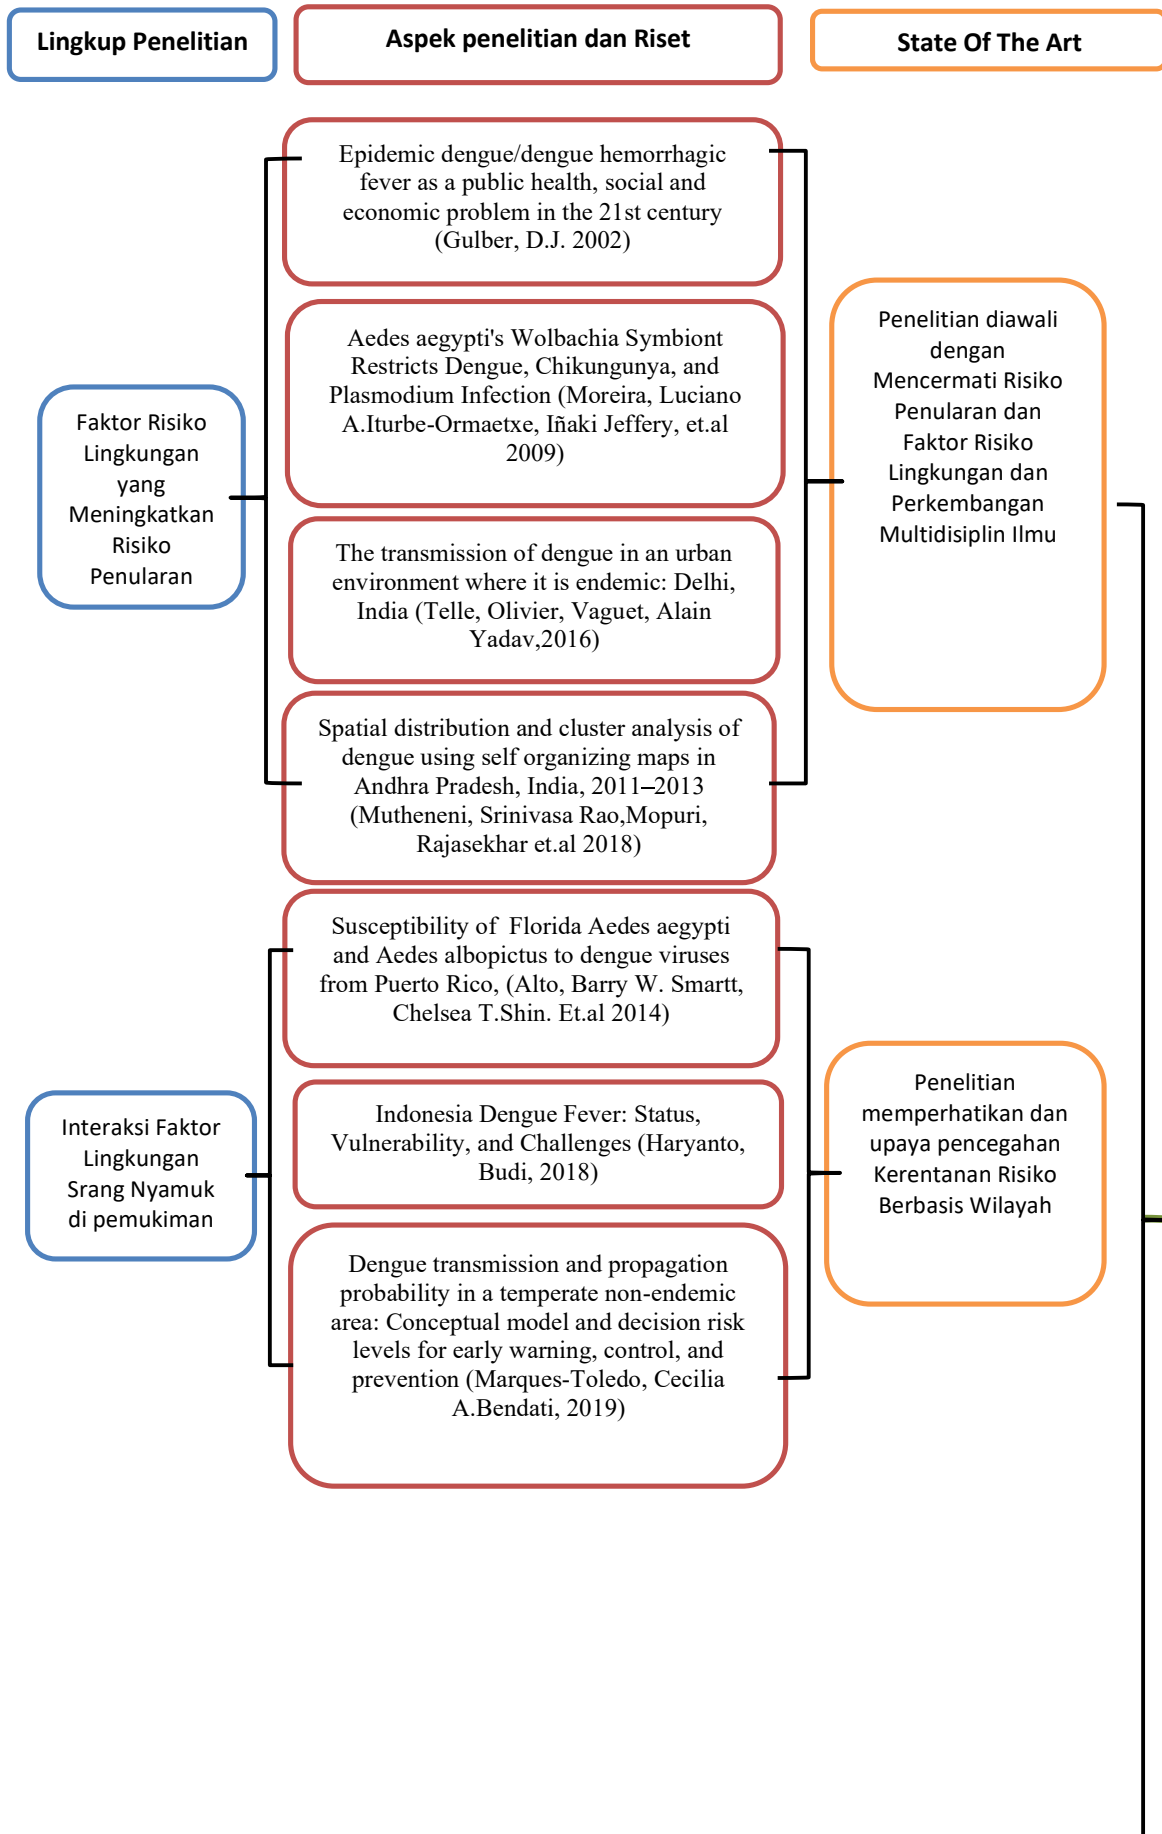 Lingkup Penelitian
Aspek penelitian dan Riset
State Of The Art
Faktor Risiko
Lingkungan
yang
Meningkatkan
Risiko
Penularan
Epidemic dengue/dengue hemorrhagic
fever as a public health, social and
economic problem in the 21st century
(Gulber, D.J. 2002)
Aedes aegypti's Wolbachia Symbiont
Restricts Dengue, Chikungunya, and
Plasmodium Infection (Moreira, Luciano
A.Iturbe-Ormaetxe, Iñaki Jeffery, et.al
2009)
The transmission of dengue in an urban
environment where it is endemic: Delhi,
India (Telle, Olivier, Vaguet, Alain
Yadav,2016)
Spatial distribution and cluster analysis of
dengue using self organizing maps in
Andhra Pradesh, India, 2011–2013
(Mutheneni, Srinivasa Rao,Mopuri,
Rajasekhar et.al 2018)
Penelitian diawali
dengan
Mencermati Risiko
Penularan dan
Faktor Risiko
Lingkungan dan
Perkembangan
Multidisiplin Ilmu
Interaksi Faktor
Lingkungan
Srang Nyamuk
di pemukiman
Susceptibility of Florida Aedes aegypti
and Aedes albopictus to dengue viruses
from Puerto Rico, (Alto, Barry W. Smartt,
Chelsea T.Shin. Et.al 2014)
Indonesia Dengue Fever: Status,
Vulnerability, and Challenges (Haryanto,
Budi, 2018)
Dengue transmission and propagation
probability in a temperate non-endemic
area: Conceptual model and decision risk
levels for early warning, control, and
prevention (Marques-Toledo, Cecilia
A.Bendati, 2019)
Penelitian
memperhatikan dan
upaya pencegahan
Kerentanan Risiko
Berbasis Wilayah